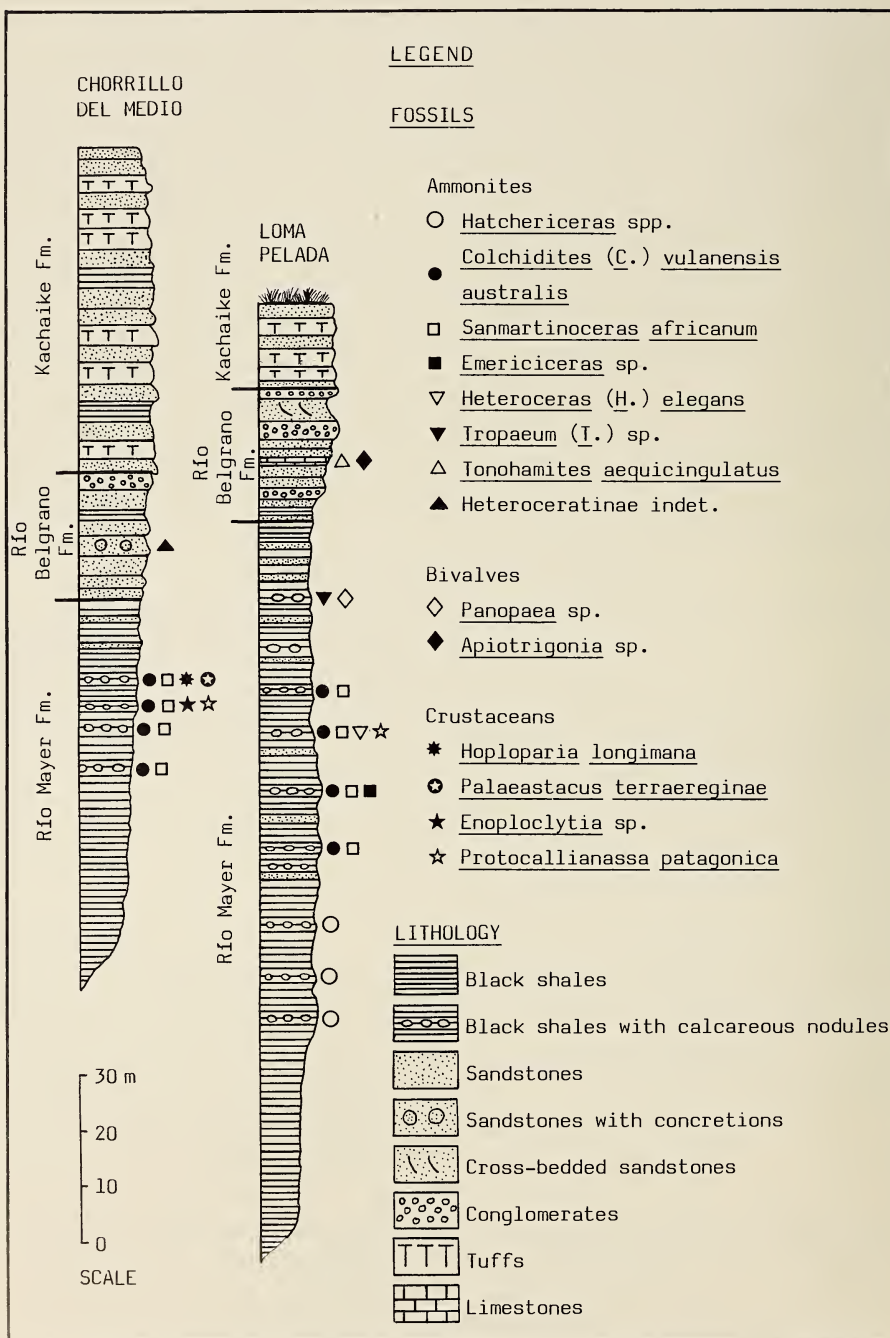 CHORRILLO
DEL MEDIO
Kachaike Fm.
Río
Belgrano
Fm.
Río Mayer Fm.
LOMA
PELADA
Kachaike Fm.
Río
Belgrano
Fm.
Río Mayer Fm.
30 m
20
10
0
SCALE
LEGEND
FOSSILS
Ammonites
Hatchericeras spp.
Colchidites (C.) vulanensis
australis
Sanmartinoceras africanum
Emericiceras sp.
Heteroceras (H.) elegans
Tropaeum (T.) sp.
Tonohamites aequicingulatus
Heteroceratinae indet.
Bivalves
Panopaea sp.
Apiotrigonia sp.
Crustaceans
Hoploparia longimana
Palaeastacus terraereginae
Enoploclytia sp.
Protocallianassa patagonica
LITHOLOGY
Black shales
Black shales with calcareous nodules
Sandstones
Sandstones with concretions
Cross-bedded sandstones
Conglomerates
TTT Tuffs
Limestones